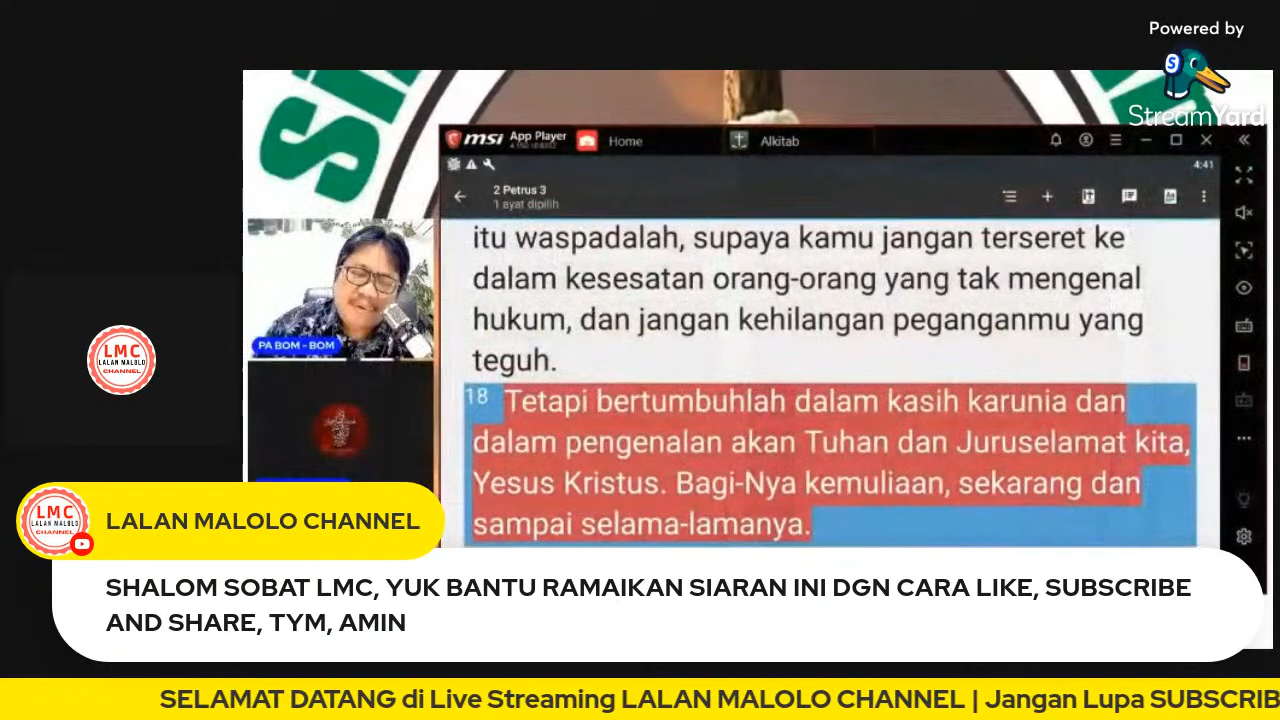 Powered by
StreamYard
msi App Player
Home
Alkitab
4:41
2 Petrus 3
1 ayat dipilih
itu waspadalah, supaya kamu jangan terseret ke
dalam kesesatan orang-orang yang tak mengenal
hukum, dan jangan kehilangan peganganmu yang
teguh.
18 Tetapi bertumbuhlah dalam kasih karunia dan
dalam pengenalan akan Tuhan dan Juruselamat kita,
Yesus Kristus. Bagi-Nya kemuliaan, sekarang dan
sampai selama-lamanya.
PA BOM - BOM
LMC
LALAN MALOLO
CHANNEL
LMC
LALAN MALOLO
CHANNEL
LALAN MALOLO CHANNEL
SHALOM SOBAT LMC, YUK BANTU RAMAIKAN SIARAN INI DGN CARA LIKE, SUBSCRIBE
AND SHARE, TYM, AMIN
SELAMAT DATANG di Live Streaming LALAN MALOLO CHANNEL | Jangan Lupa SUBSCRIB